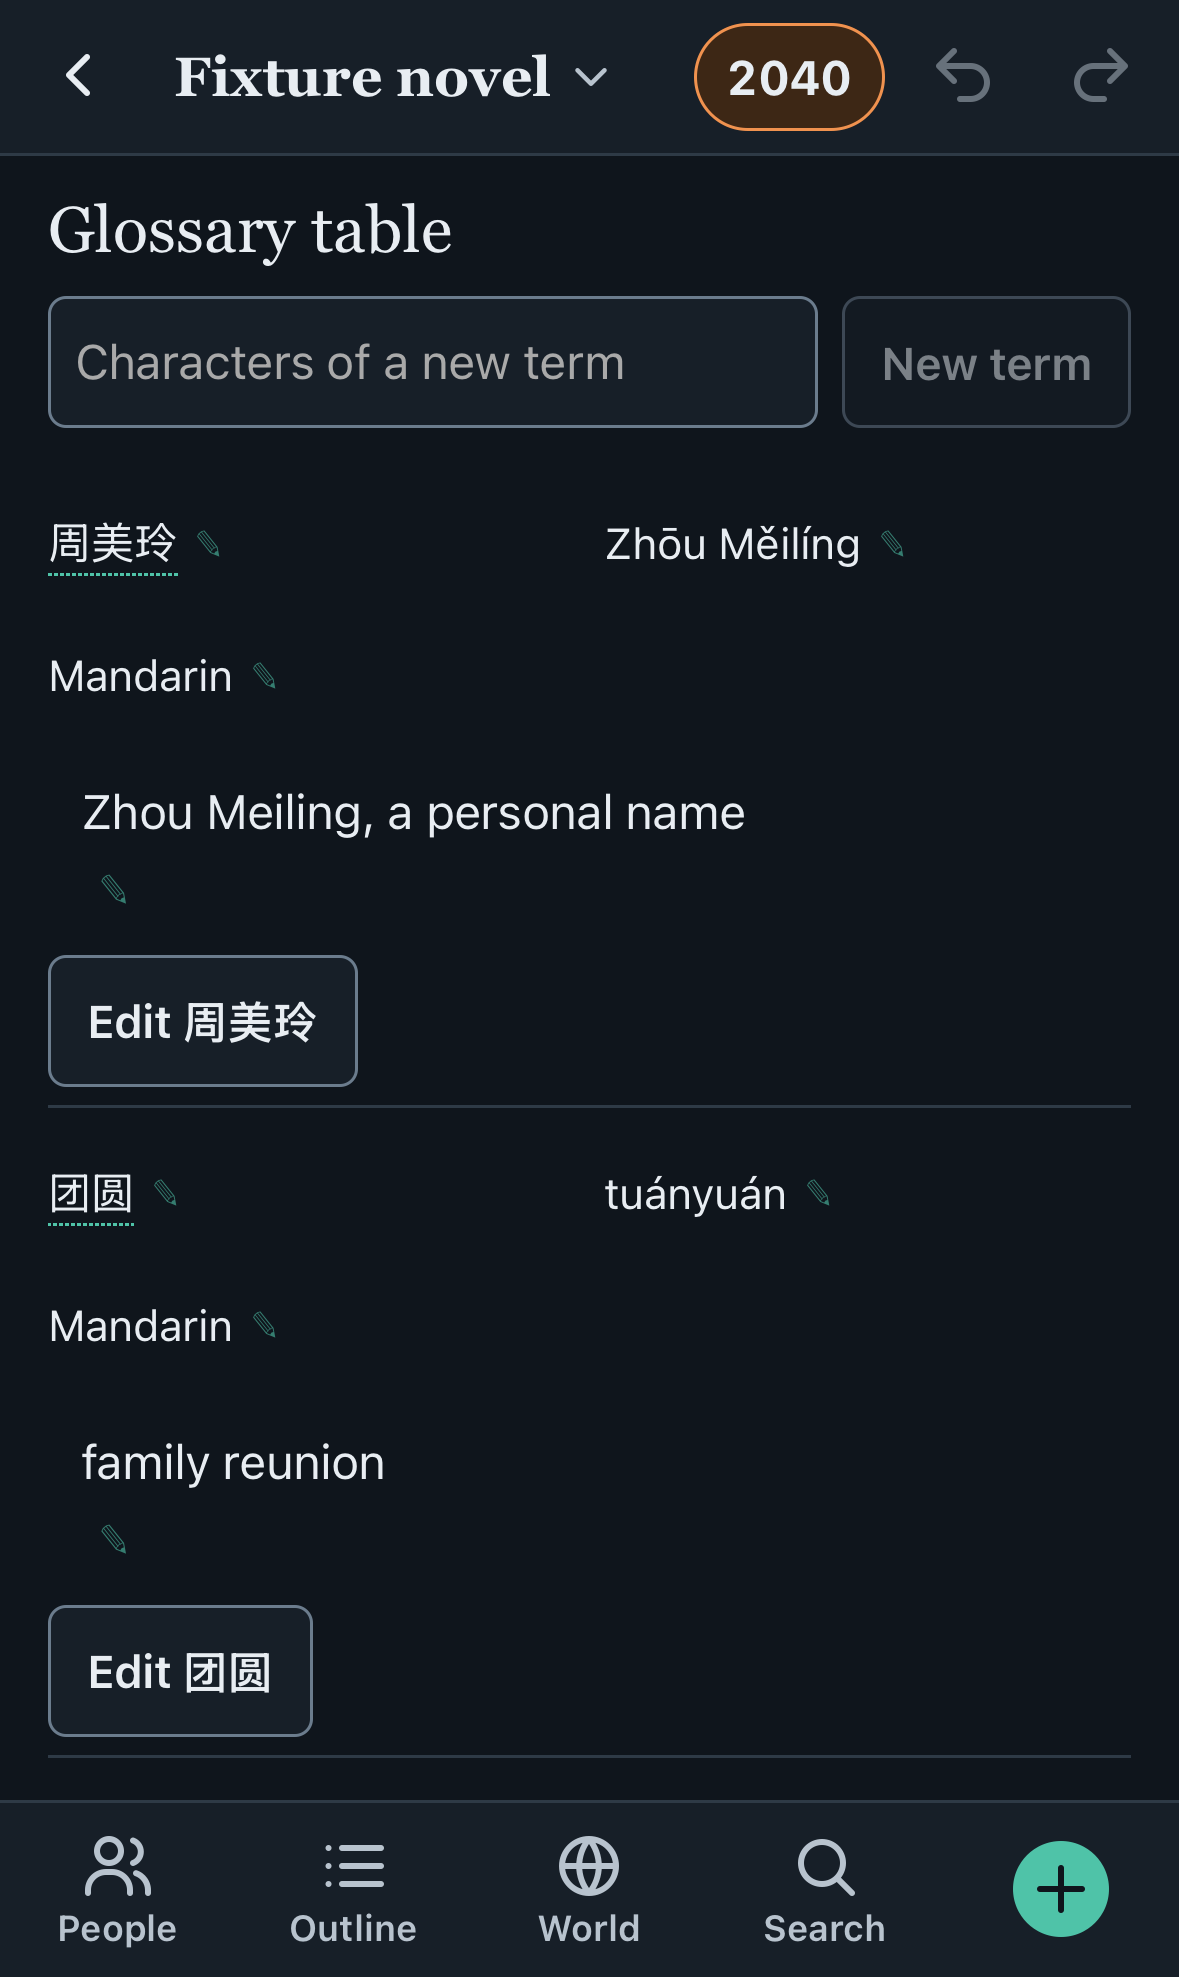 Fixture novel
2040
Glossary table
Characters of a new term
New term
周美玲
Zhōu Měilíng
Mandarin
Zhou Meiling, a personal name
Edit 周美玲
团圆
tuányuán
Mandarin
family reunion
Edit 团圆
People
Outline
World
Search